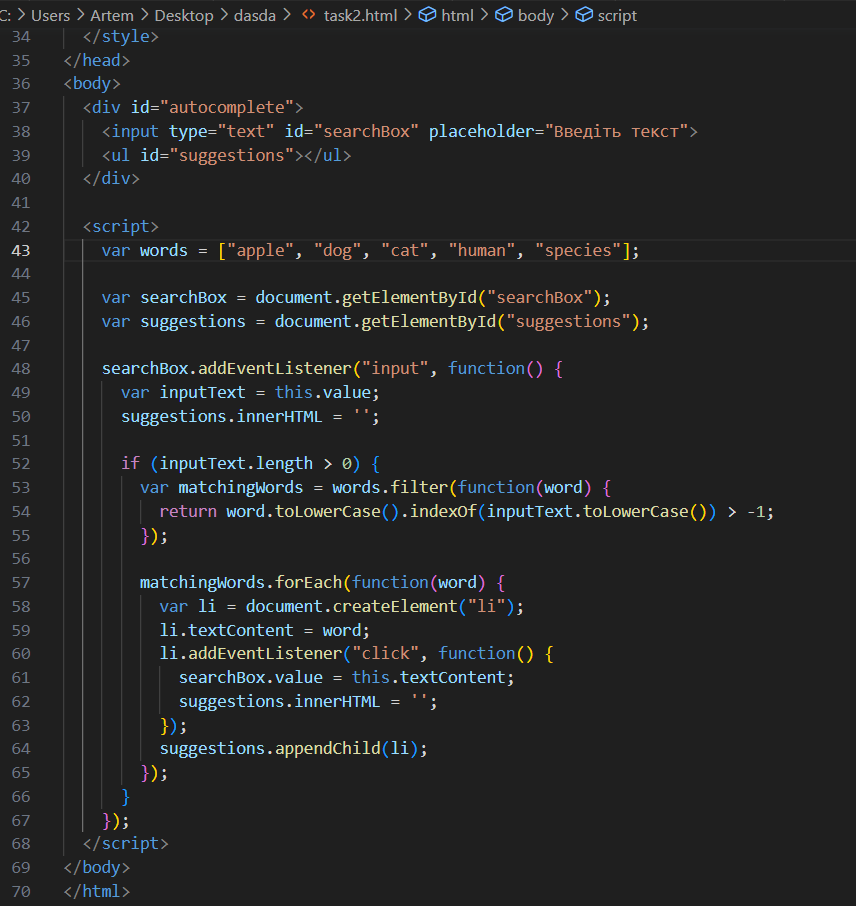 C: > Users > Artem > Desktop > dasda > <> task2.html > html > body > script
34 </style>
35 </head>
36 <body>
37 <div id="autocomplete">
38 <input type="text" id="searchBox" placeholder="Введіть текст">
39 <ul id="suggestions"></ul>
40 </div>
41
42 <script>
43 var words = ["apple", "dog", "cat", "human", "species"];
44
45 var searchBox = document.getElementById("searchBox");
46 var suggestions = document.getElementById("suggestions");
47
48 searchBox.addEventListener("input", function() {
49 var inputText = this.value;
50 suggestions.innerHTML = '';
51
52 if (inputText.length > 0) {
53 var matchingWords = words.filter(function(word) {
54 return word.toLowerCase().indexOf(inputText.toLowerCase()) > -1;
55 });
56
57 matchingWords.forEach(function(word) {
58 var li = document.createElement("li");
59 li.textContent = word;
60 li.addEventListener("click", function() {
61 searchBox.value = this.textContent;
62 suggestions.innerHTML = '';
63 });
64 suggestions.appendChild(li);
65 });
66 }
67 });
68 </script>
69 </body>
70 </html>